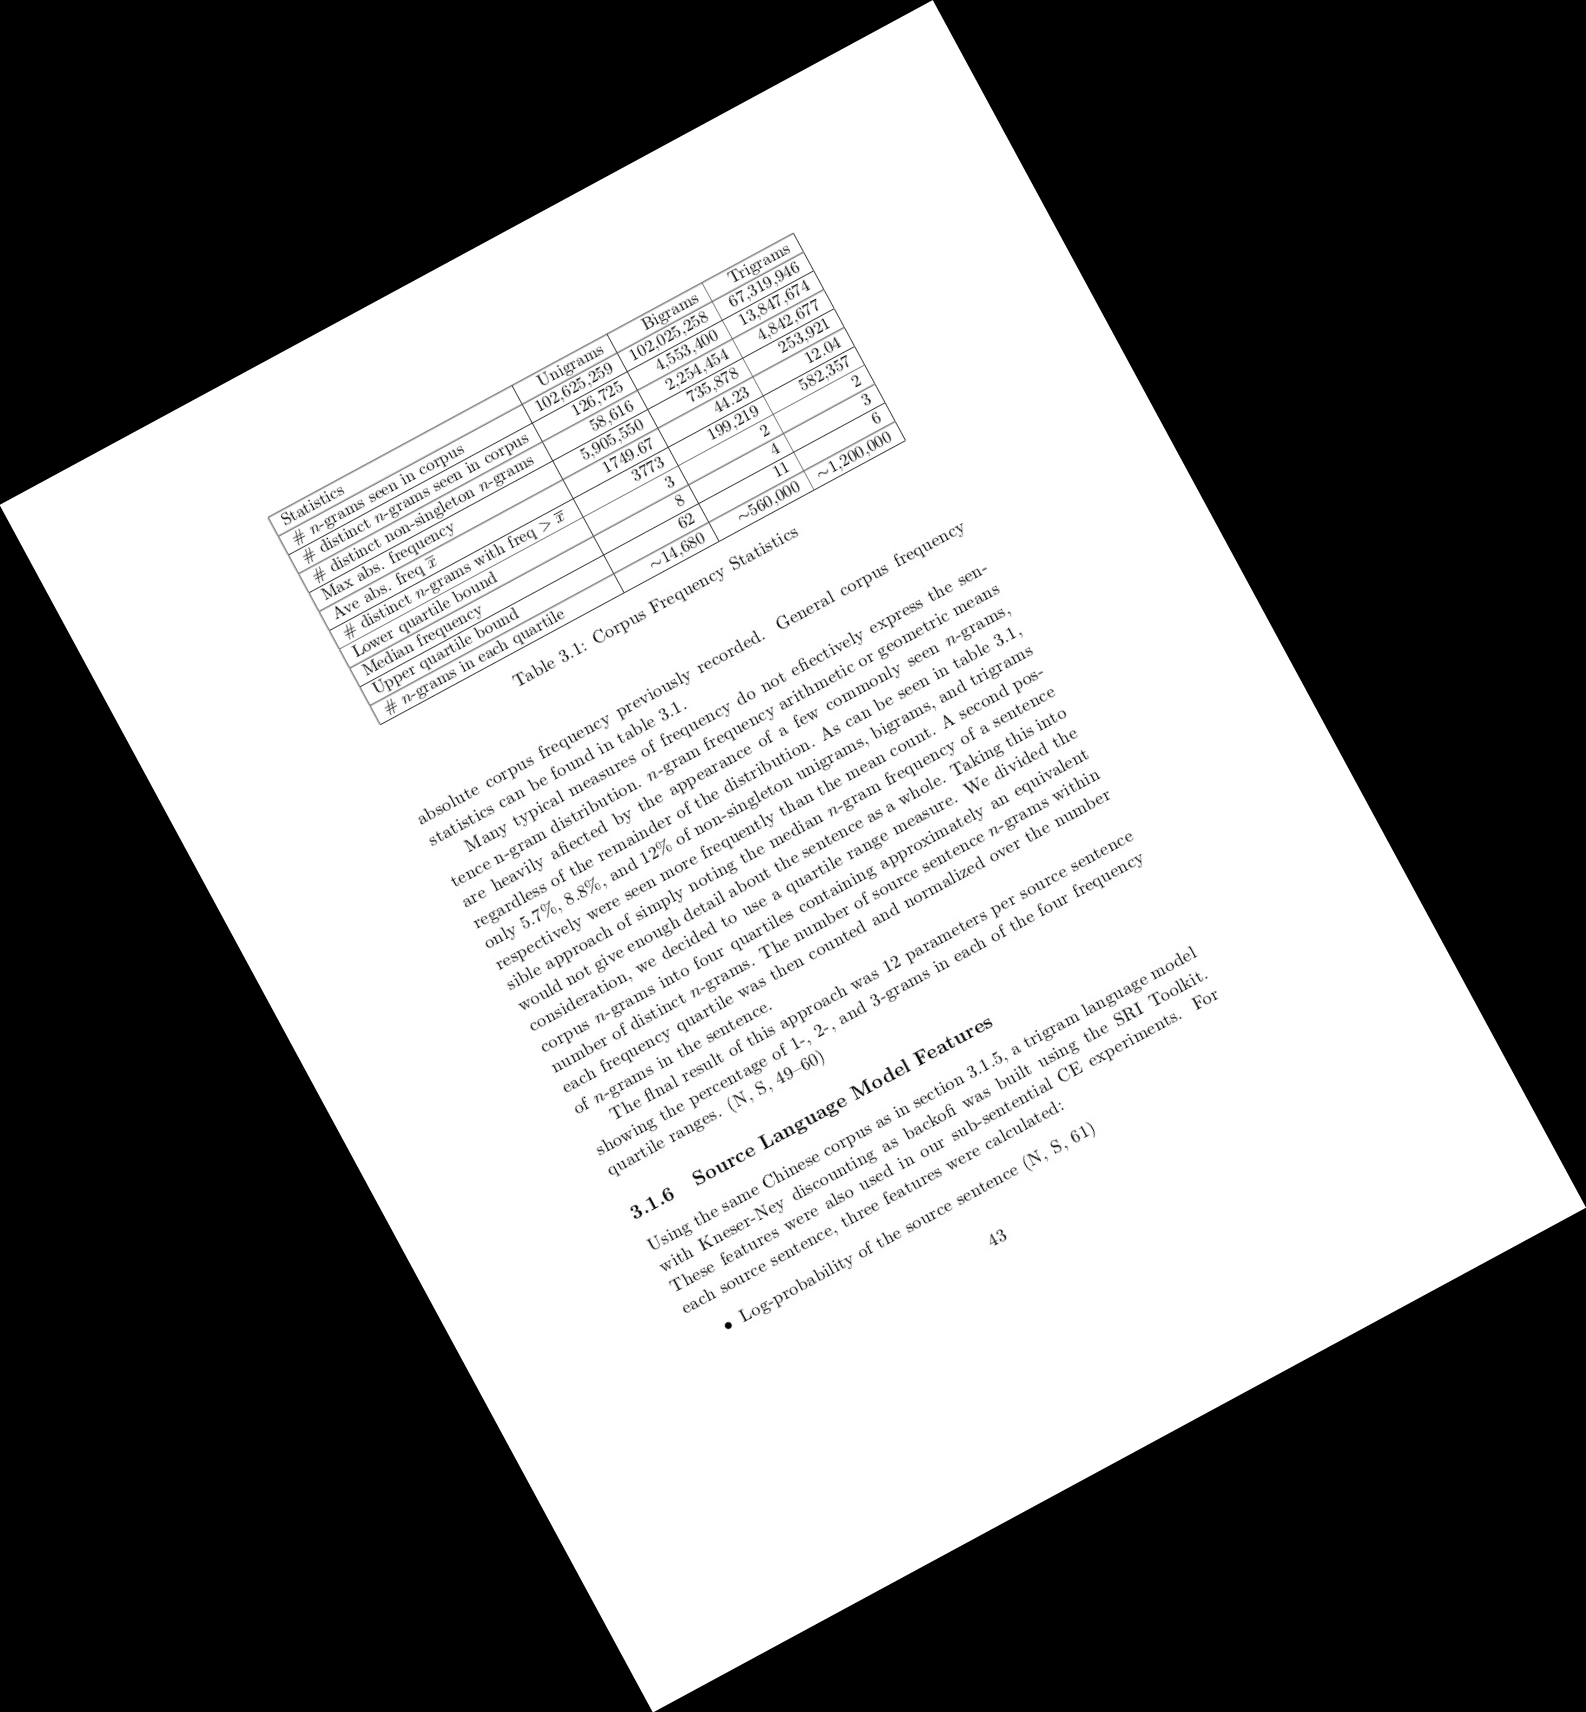 Statistics Unigrams Bigrams Trigrams
# n-grams seen in corpus 102,625,259 102,025,258 67,319,946
# distinct n-grams seen in corpus 126,725 4,553,400 13,847,674
# distinct non-singleton n-grams 58,616 2,254,454 4,842,677
Max abs. frequency 5,905,550 735,878 253,921
Ave abs. freq x̅ 1749.67 44.23 12.04
# distinct n-grams with freq > x̅ 3773 199,219 582,357
Lower quartile bound 3 2 2
Median frequency 8 4 3
Upper quartile bound 62 11 6
# n-grams in each quartile ~14,680 ~560,000 ~1,200,000
Table 3.1: Corpus Frequency Statistics
absolute corpus frequency previously recorded. General corpus frequency
statistics can be found in table 3.1.
Many typical measures of frequency do not efiectively express the sen-
tence n-gram distribution. n-gram frequency arithmetic or geometric means
are heavily afiected by the appearance of a few commonly seen n-grams,
regardless of the remainder of the distribution. As can be seen in table 3.1,
only 5.7%, 8.8%, and 12% of non-singleton unigrams, bigrams, and trigrams
respectively were seen more frequently than the mean count. A second pos-
sible approach of simply noting the median n-gram frequency of a sentence
would not give enough detail about the sentence as a whole. Taking this into
consideration, we decided to use a quartile range measure. We divided the
corpus n-grams into four quartiles containing approximately an equivalent
number of distinct n-grams. The number of source sentence n-grams within
each frequency quartile was then counted and normalized over the number
of n-grams in the sentence.
The flnal result of this approach was 12 parameters per source sentence
showing the percentage of 1-, 2-, and 3-grams in each of the four frequency
quartile ranges. (N, S, 49–60)
3.1.6 Source Language Model Features
Using the same Chinese corpus as in section 3.1.5, a trigram language model
with Kneser-Ney discounting as backofi was built using the SRI Toolkit.
These features were also used in our sub-sentential CE experiments. For
each source sentence, three features were calculated:
• Log-probability of the source sentence (N, S, 61)
43